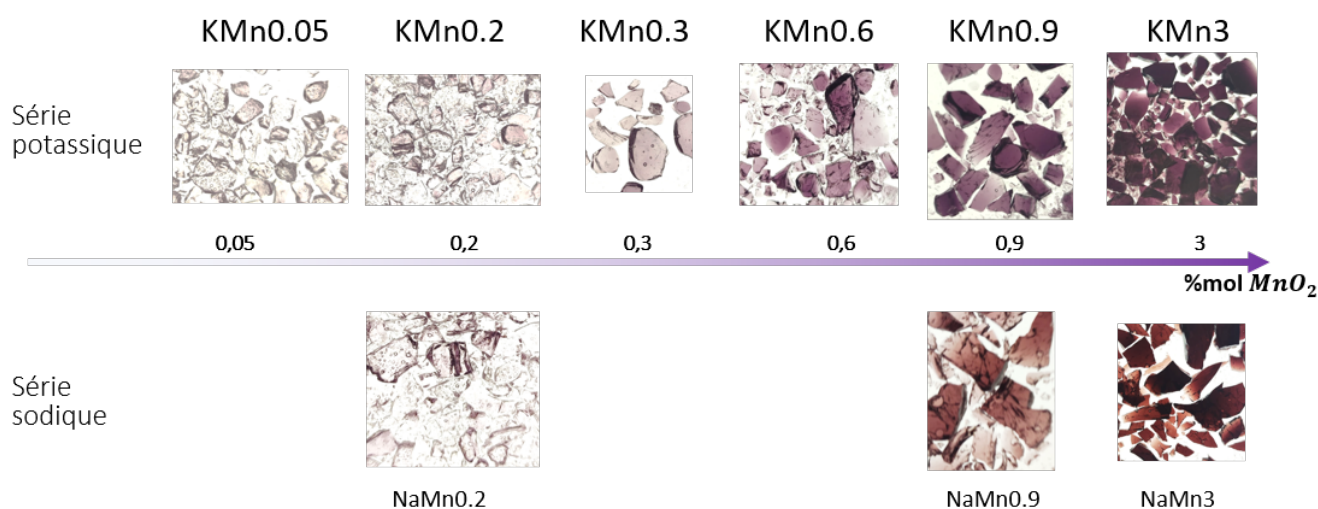 KMn0.05 KMn0.2 KMn0.3 KMn0.6 KMn0.9 KMn3
Série
potassique
0,05 0,2 0,3 0,6 0,9 3
%mol MnO₂
Série
sodique
NaMn0.2 NaMn0.9 NaMn3